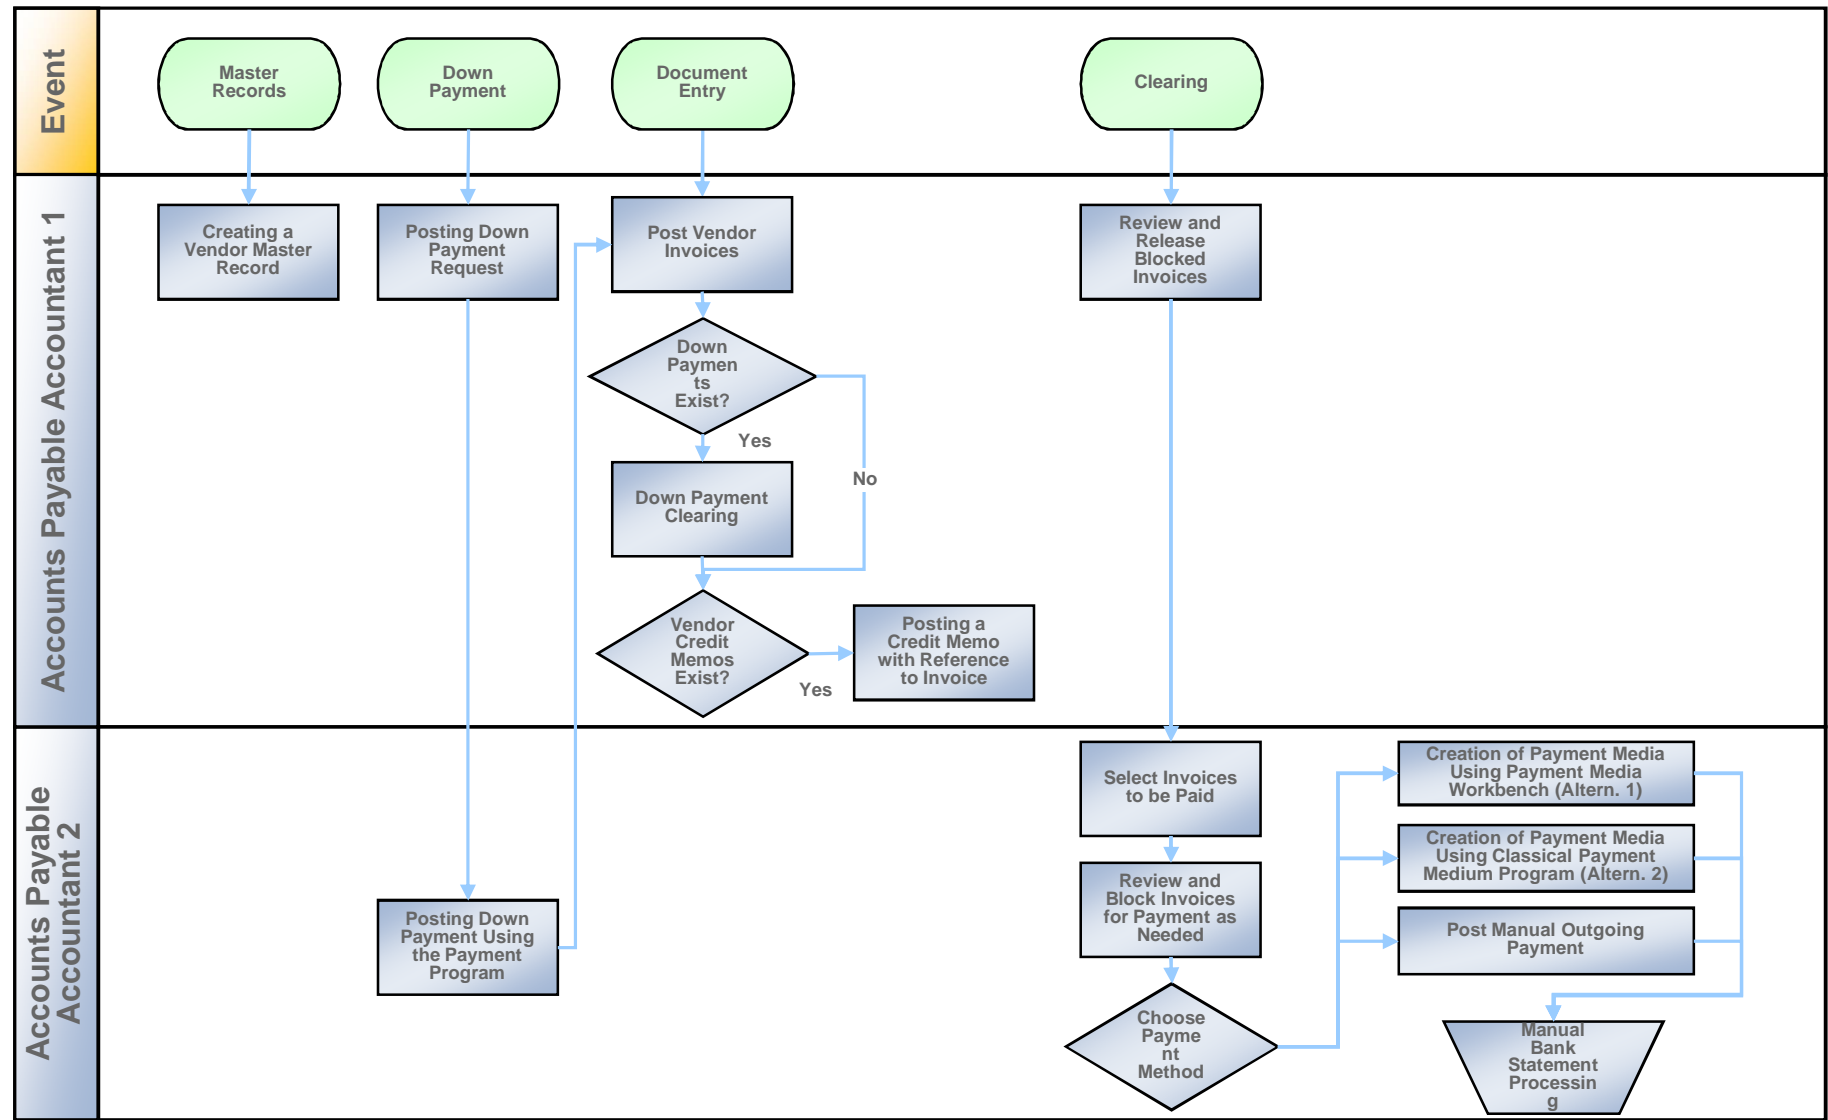 Event
Master
Records
Down
Payment
Document
Entry
Clearing
Accounts Payable Accountant 1
Creating a
Vendor Master
Record
Posting Down
Payment
Request
Post Vendor
Invoices
Review and
Release
Blocked
Invoices
Down
Paymen
ts
Exist?
Yes
No
Down Payment
Clearing
Vendor
Credit
Memos
Exist?
Yes
Posting a
Credit Memo
with Reference
to Invoice
Accounts Payable
Accountant 2
Posting Down
Payment Using
the Payment
Program
Select Invoices
to be Paid
Review and
Block Invoices
for Payment as
Needed
Choose
Payme
nt
Method
Creation of Payment Media
Using Payment Media
Workbench (Altern. 1)
Creation of Payment Media
Using Classical Payment
Medium Program (Altern. 2)
Post Manual Outgoing
Payment
Manual
Bank
Statement
Processin
g